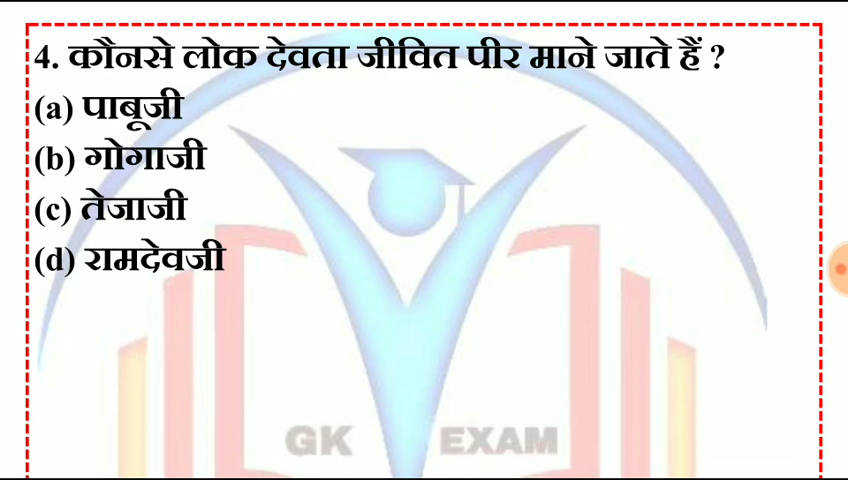 4. कौनसे लोक देवता जीवित पीर माने जाते हैं ?
(a) पाबूजी
(b) गोगाजी
(c) तेजाजी
(d) रामदेवजी
GK EXAM